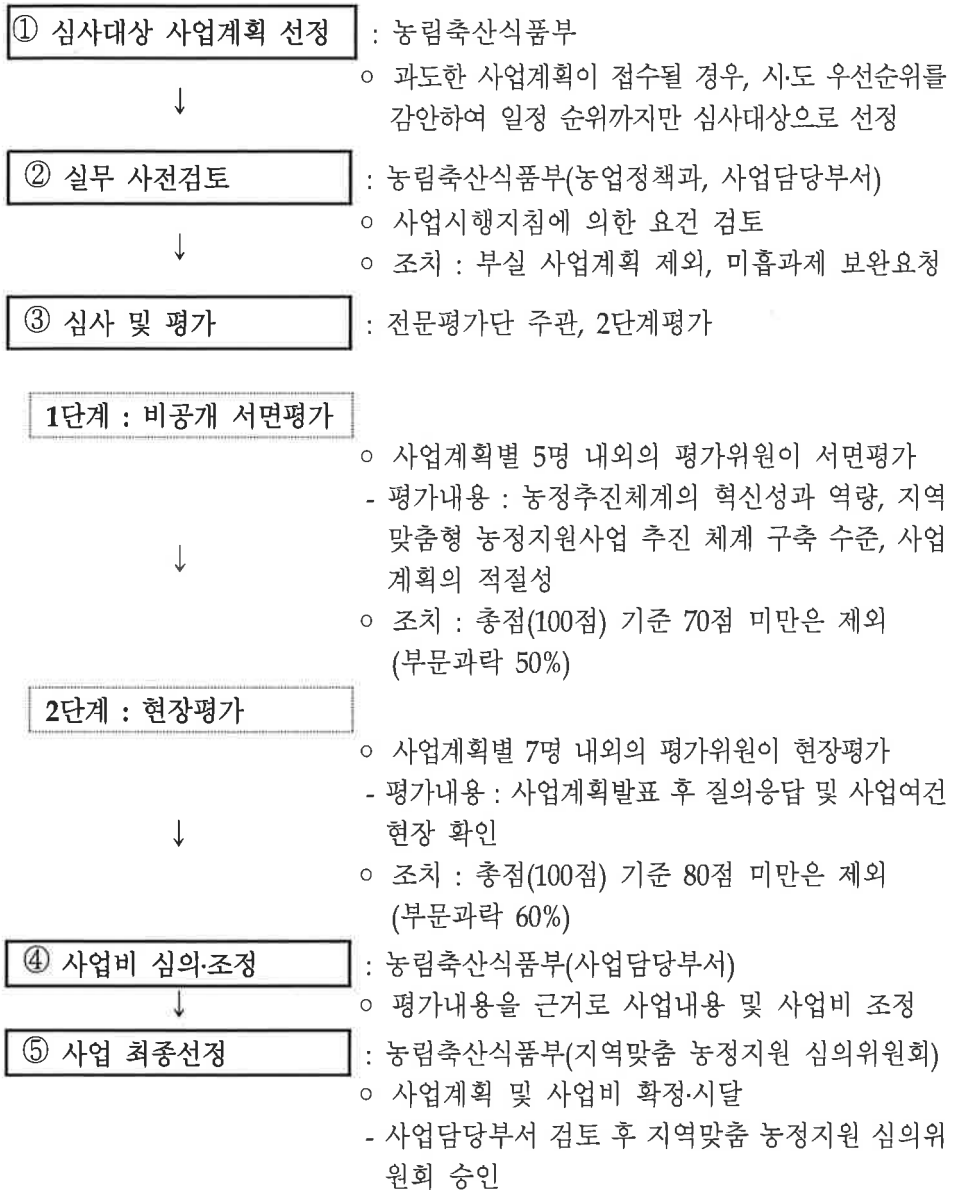 ① 심사대상 사업계획 선정 : 농림축산식품부
○ 과도한 사업계획이 접수될 경우, 시·도 우선순위를
감안하여 일정 순위까지만 심사대상으로 선정
↓
② 실무 사전검토 : 농림축산식품부(농업정책과, 사업담당부서)
○ 사업시행지침에 의한 요건 검토
↓
○ 조치 : 부실 사업계획 제외, 미흡과제 보완요청
③ 심사 및 평가 : 전문평가단 주관, 2단계평가
1단계 : 비공개 서면평가
○ 사업계획별 5명 내외의 평가위원이 서면평가
- 평가내용 : 농정추진체계의 혁신성과 역량, 지역
맞춤형 농정지원사업 추진 체계 구축 수준, 사업
계획의 적절성
↓
○ 조치 : 총점(100점) 기준 70점 미만은 제외
(부문과락 50%)
2단계 : 현장평가
○ 사업계획별 7명 내외의 평가위원이 현장평가
- 평가내용 : 사업계획발표 후 질의응답 및 사업여건
현장 확인
↓
○ 조치 : 총점(100점) 기준 80점 미만은 제외
(부문과락 60%)
④ 사업비 심의·조정 : 농림축산식품부(사업담당부서)
↓
○ 평가내용을 근거로 사업내용 및 사업비 조정
⑤ 사업 최종선정 : 농림축산식품부(지역맞춤 농정지원 심의위원회)
○ 사업계획 및 사업비 확정·시달
- 사업담당부서 검토 후 지역맞춤 농정지원 심의위
원회 승인